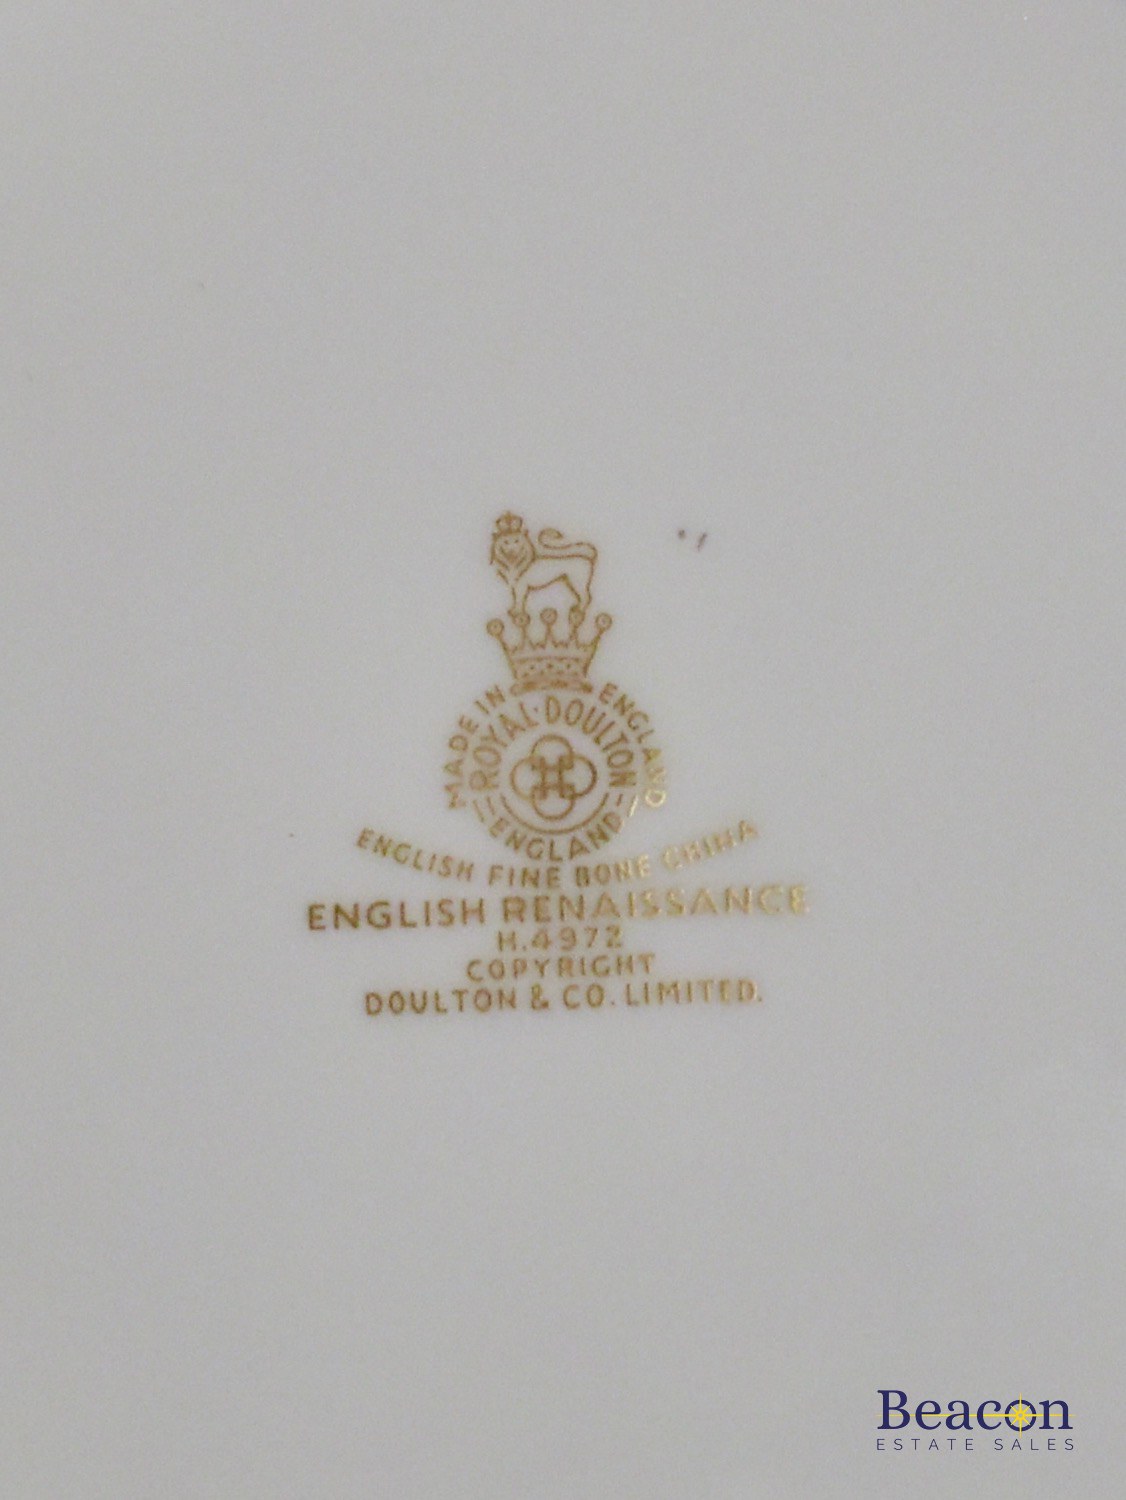 MADE IN ENGLAND
ROYAL·DOULTON
ENGLAND
ENGLISH FINE BONE CHINA
ENGLISH RENAISSANCE
H.4972
COPYRIGHT
DOULTON & CO. LIMITED.
Beacon
ESTATE SALES